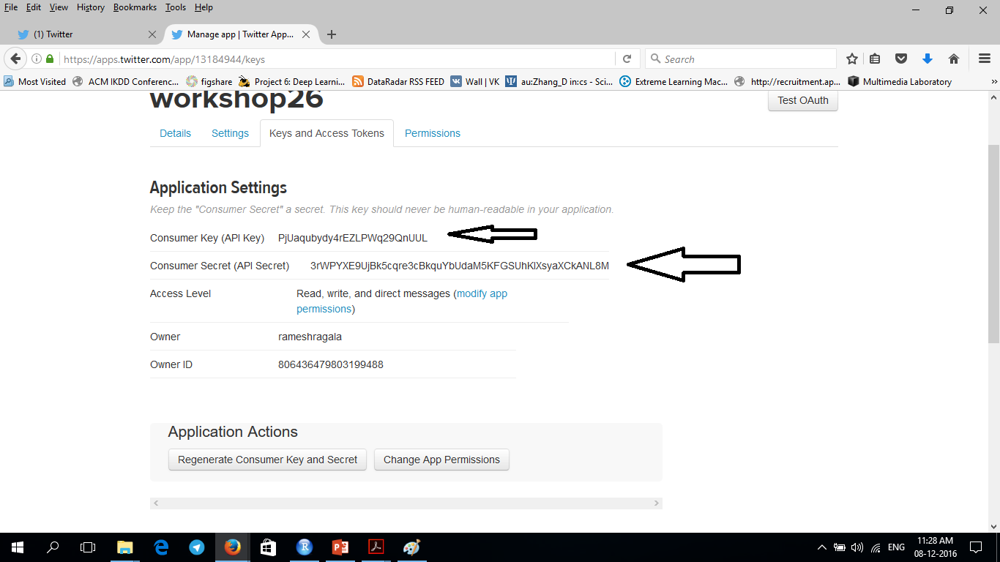 File Edit View History Bookmarks Tools Help
(1) Twitter
Manage app | Twitter App...
https://apps.twitter.com/app/13184944/keys
Search
Most Visited
ACM IKDD Conferenc...
figshare
Project 6: Deep Learni...
DataRadar RSS FEED
Wall | VK
au:Zhang_D in:cs - Sci...
Extreme Learning Mac...
http://recruitment.ap...
Multimedia Laboratory
workshop26
Test OAuth
Details Settings Keys and Access Tokens Permissions
Application Settings
Keep the "Consumer Secret" a secret. This key should never be human-readable in your application.
Consumer Key (API Key) PjUaqubydy4rEZLPWq29QnUUL
Consumer Secret (API Secret) 3rWPYXE9UjBk5cqre3cBkquYbUdaM5KFGSUhKlXsyaXCkANL8M
Access Level Read, write, and direct messages (modify app
permissions)
Owner rameshragala
Owner ID 806436479803199488
Application Actions
Regenerate Consumer Key and Secret Change App Permissions
ENG
11:28 AM
08-12-2016